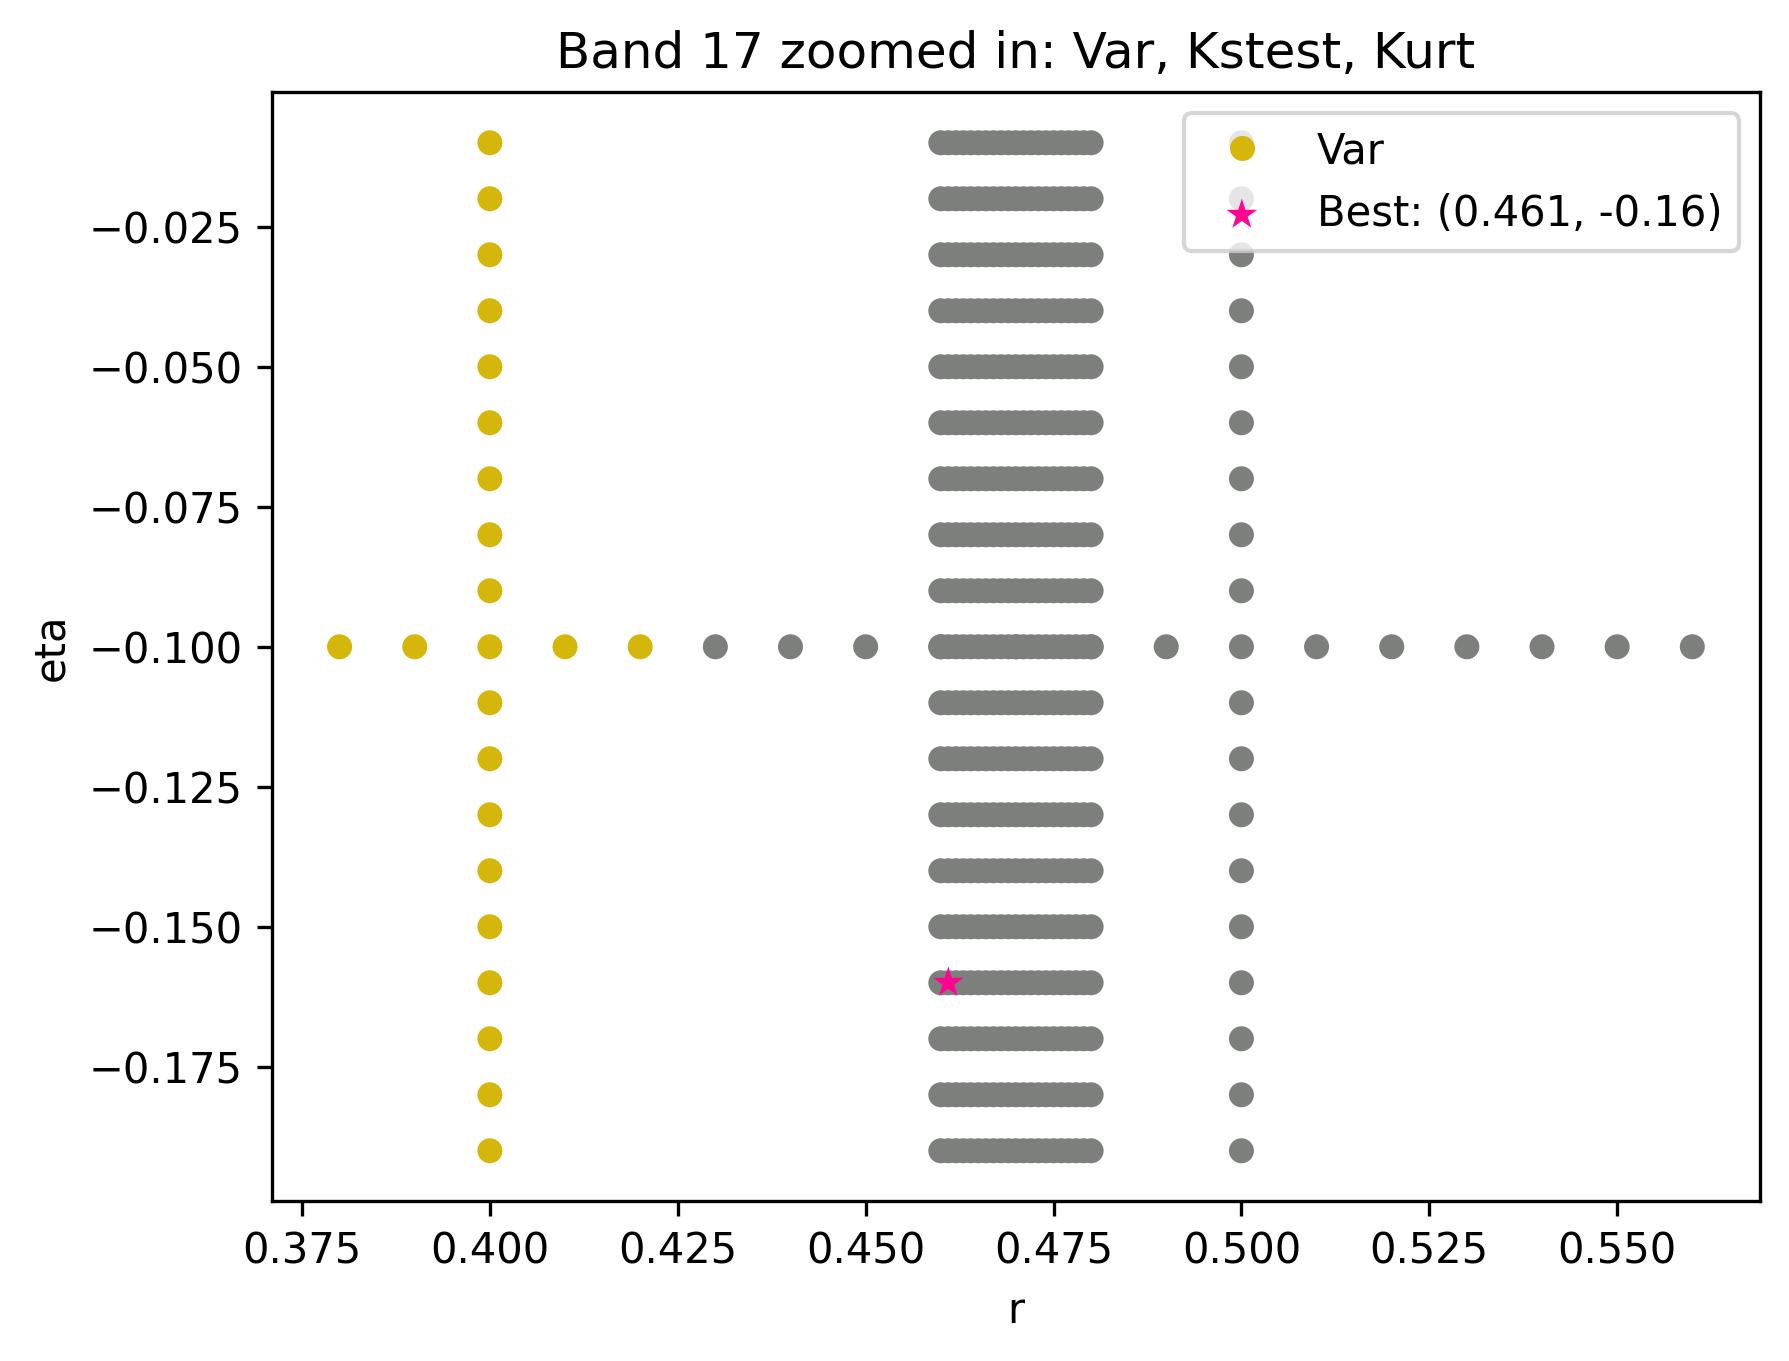 Band 17 zoomed in: Var, Kstest, Kurt
Var
Best: (0.461, -0.16)
−0.025
−0.050
−0.075
−0.100
−0.125
−0.150
−0.175
eta
0.375 0.400 0.425 0.450 0.475 0.500 0.525 0.550
r